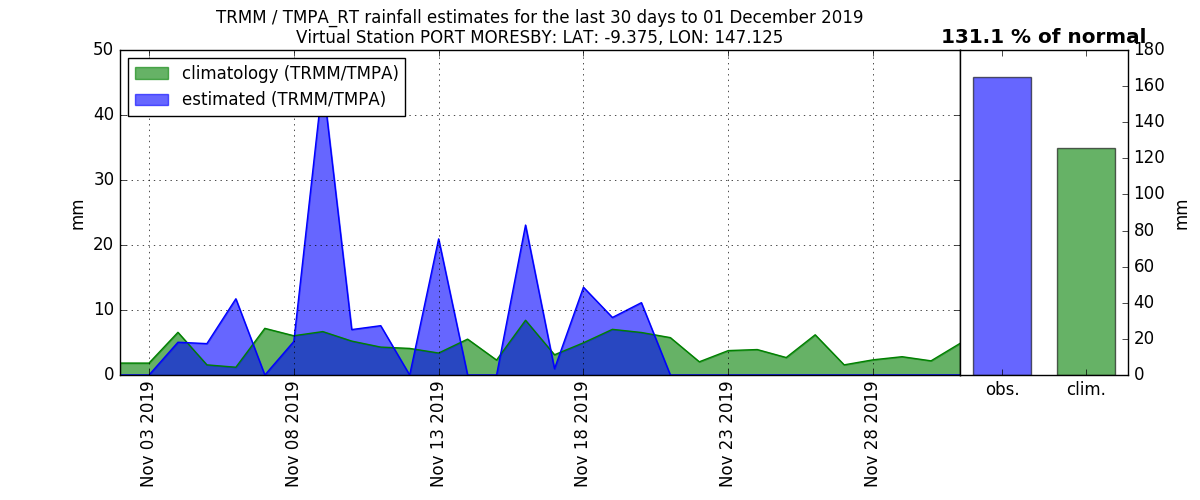 TRMM / TMPA_RT rainfall estimates for the last 30 days to 01 December 2019
Virtual Station PORT MORESBY: LAT: -9.375, LON: 147.125
131.1 % of normal
climatology (TRMM/TMPA)
estimated (TRMM/TMPA)
50
40
30
20
10
0
mm
Nov 03 2019
Nov 08 2019
Nov 13 2019
Nov 18 2019
Nov 23 2019
Nov 28 2019
obs.
clim.
180
160
140
120
100
80
60
40
20
0
mm